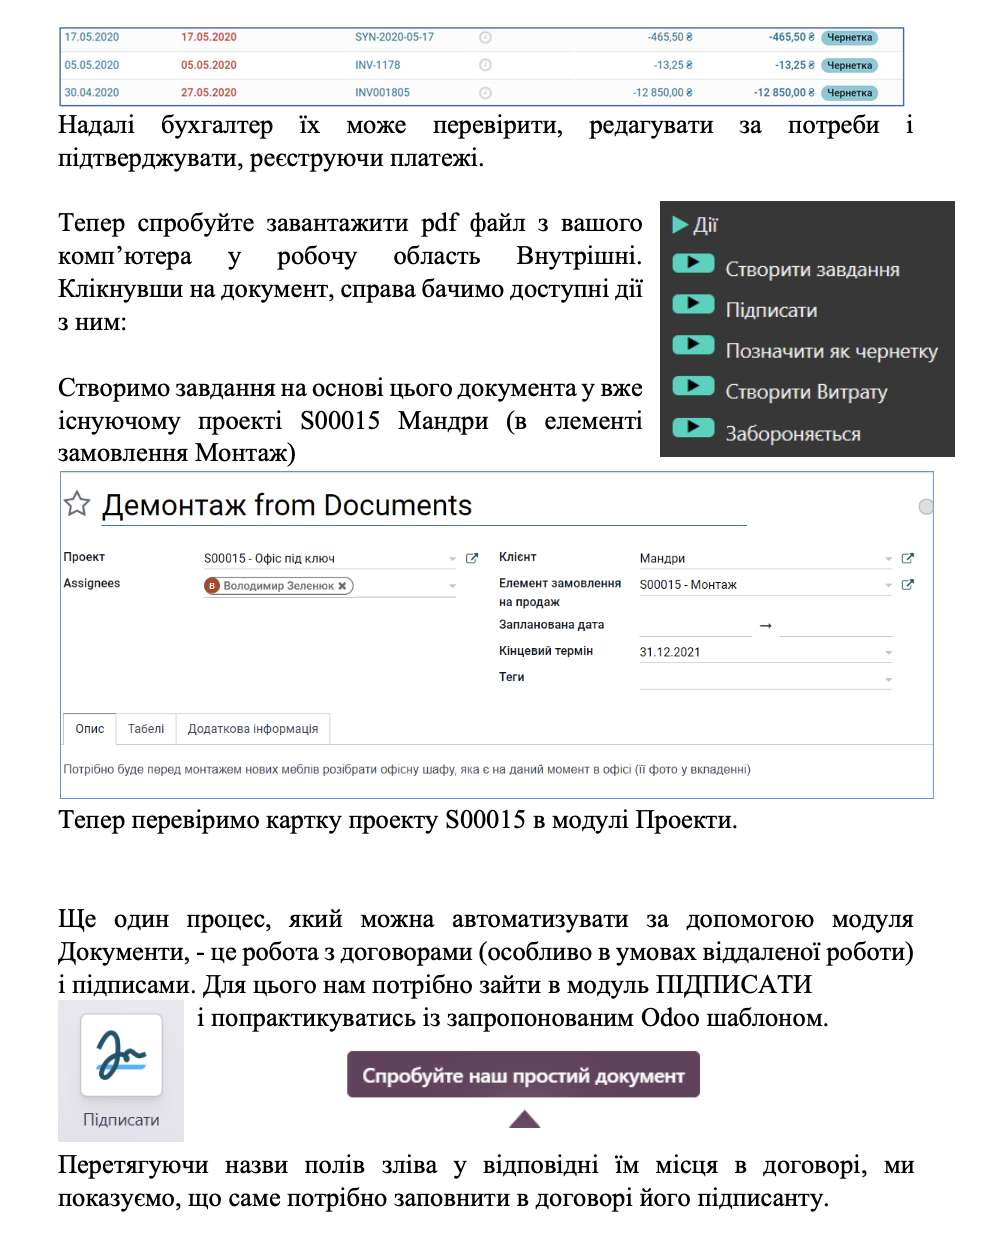 17.05.2020 17.05.2020 SYN-2020-05-17 -465,50 ₴ -465,50 ₴ Чернетка
05.05.2020 05.05.2020 INV-1178 -13,25 ₴ -13,25 ₴ Чернетка
30.04.2020 27.05.2020 INV001805 -12 850,00 ₴ -12 850,00 ₴ Чернетка
Надалі бухгалтер їх може перевірити, редагувати за потреби і
підтверджувати, реєструючи платежі.
Тепер спробуйте завантажити pdf файл з вашого
комп’ютера у робочу область Внутрішні.
Клікнувши на документ, справа бачимо доступні дії
з ним:
Створимо завдання на основі цього документа у вже
існуючому проекті S00015 Мандри (в елементі
замовлення Монтаж)
Дії
Створити завдання
Підписати
Позначити як чернетку
Створити Витрату
Забороняється
Демонтаж from Documents
Проект S00015 - Офіс під ключ
Assignees В Володимир Зеленюк ✖
Клієнт Мандри
Елемент замовлення S00015 - Монтаж
на продаж
Запланована дата →
Кінцевий термін 31.12.2021
Теги
Опис Табелі Додаткова інформація
Потрібно буде перед монтажем нових меблів розібрати офісну шафу, яка є на даний момент в офісі (її фото у вкладенні)
Тепер перевіримо картку проекту S00015 в модулі Проекти.
Ще один процес, який можна автоматизувати за допомогою модуля
Документи, - це робота з договорами (особливо в умовах віддаленої роботи)
і підписами. Для цього нам потрібно зайти в модуль ПІДПИСАТИ
і попрактикуватись із запропонованим Odoo шаблоном.
Підписати
Спробуйте наш простий документ
Перетягуючи назви полів зліва у відповідні їм місця в договорі, ми
показуємо, що саме потрібно заповнити в договорі його підписанту.